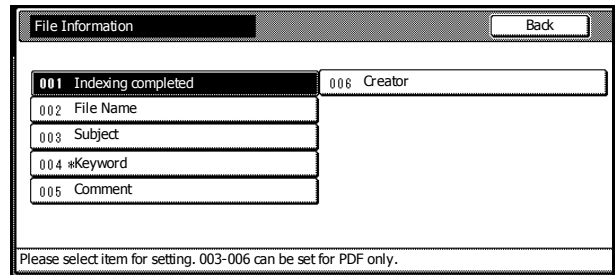 File Information
Back
001 Indexing completed
002 File Name
003 Subject
004 *Keyword
005 Comment
006 Creator
Please select item for setting. 003-006 can be set for PDF only.